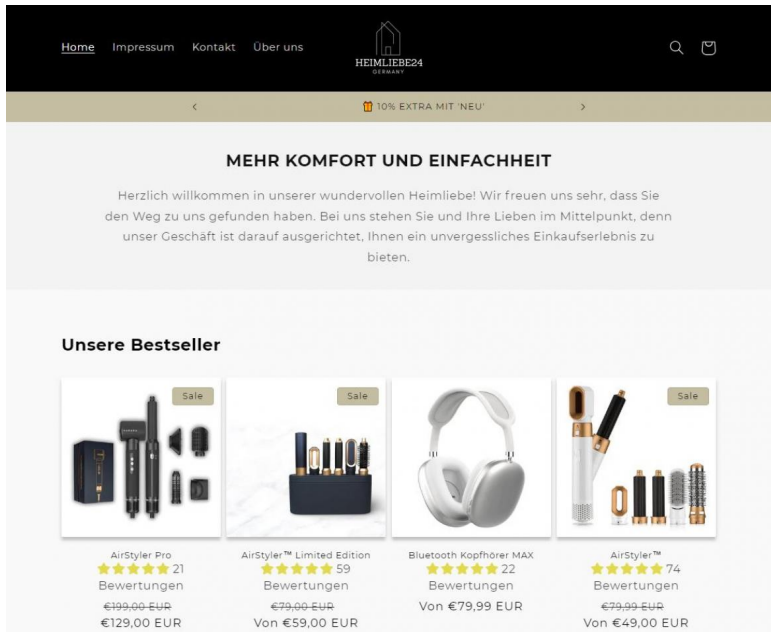 Home Impressum Kontakt Über uns
HEIMLIEBE24
GERMANY
10% EXTRA MIT 'NEU'
MEHR KOMFORT UND EINFACHHEIT
Herzlich willkommen in unserer wundervollen Heimliebe! Wir freuen uns sehr, dass Sie
den Weg zu uns gefunden haben. Bei uns stehen Sie und Ihre Lieben im Mittelpunkt, denn
unser Geschäft ist darauf ausgerichtet, Ihnen ein unvergessliches Einkaufserlebnis zu
bieten.
Unsere Bestseller
Sale
Sale
Sale
AirStyler Pro
21
Bewertungen
€199,00 EUR
€129,00 EUR
AirStyler™ Limited Edition
59
Bewertungen
€79,00 EUR
Von €59,00 EUR
Bluetooth Kopfhörer MAX
22
Bewertungen
Von €79,99 EUR
AirStyler™
74
Bewertungen
€79,99 EUR
Von €49,00 EUR